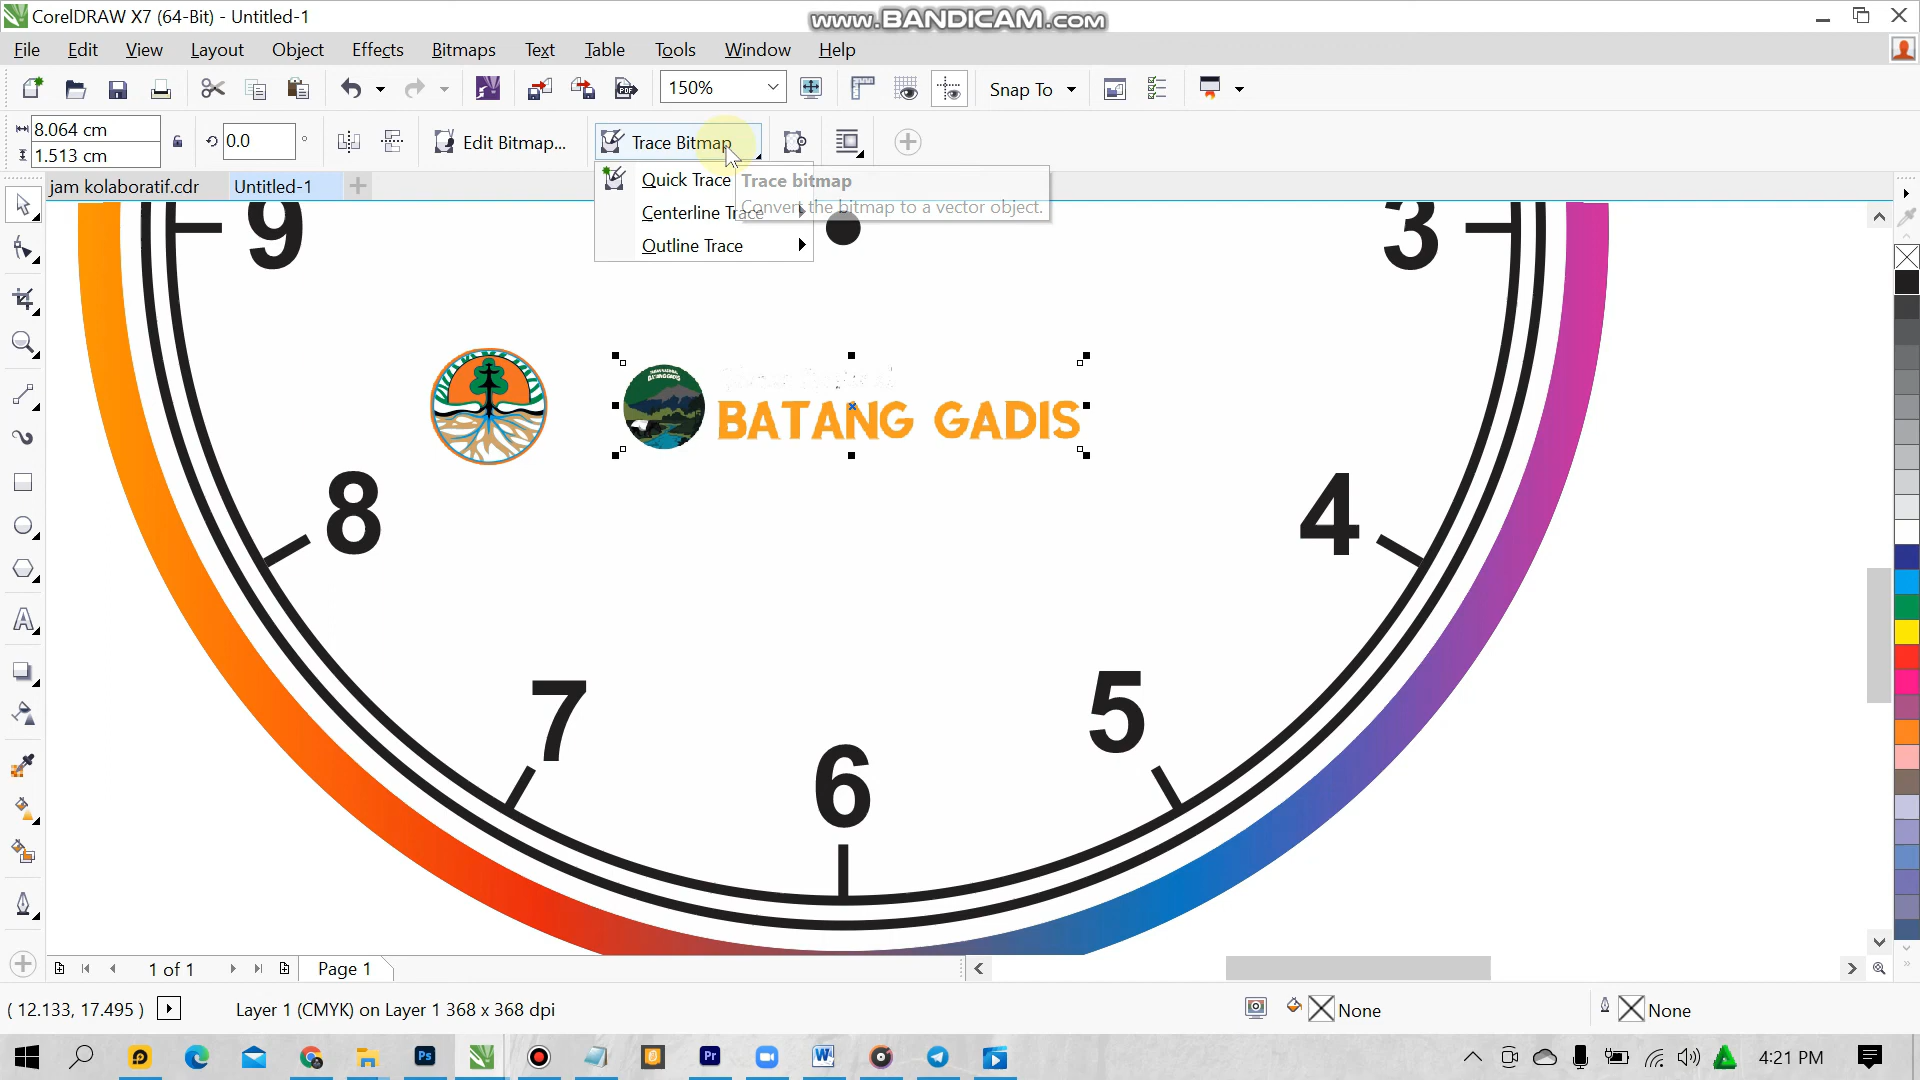 CorelDRAW X7 (64-Bit) - Untitled-1
www.BANDICAM.com
File Edit View Layout Object Effects Bitmaps Text Table Tools Window Help
150%
Snap To
8.064 cm
1.513 cm
0.0
Edit Bitmap...
Trace Bitmap
Quick Trace
Centerline Trace
Outline Trace
Trace bitmap
Convert the bitmap to a vector object.
jam kolaboratif.cdr
Untitled-1
9
3
BATANG GADIS
8
4
7
5
6
1 of 1
Page 1
( 12.133, 17.495 )
Layer 1 (CMYK) on Layer 1 368 x 368 dpi
None
None
Ps
Pr
W
4:21 PM